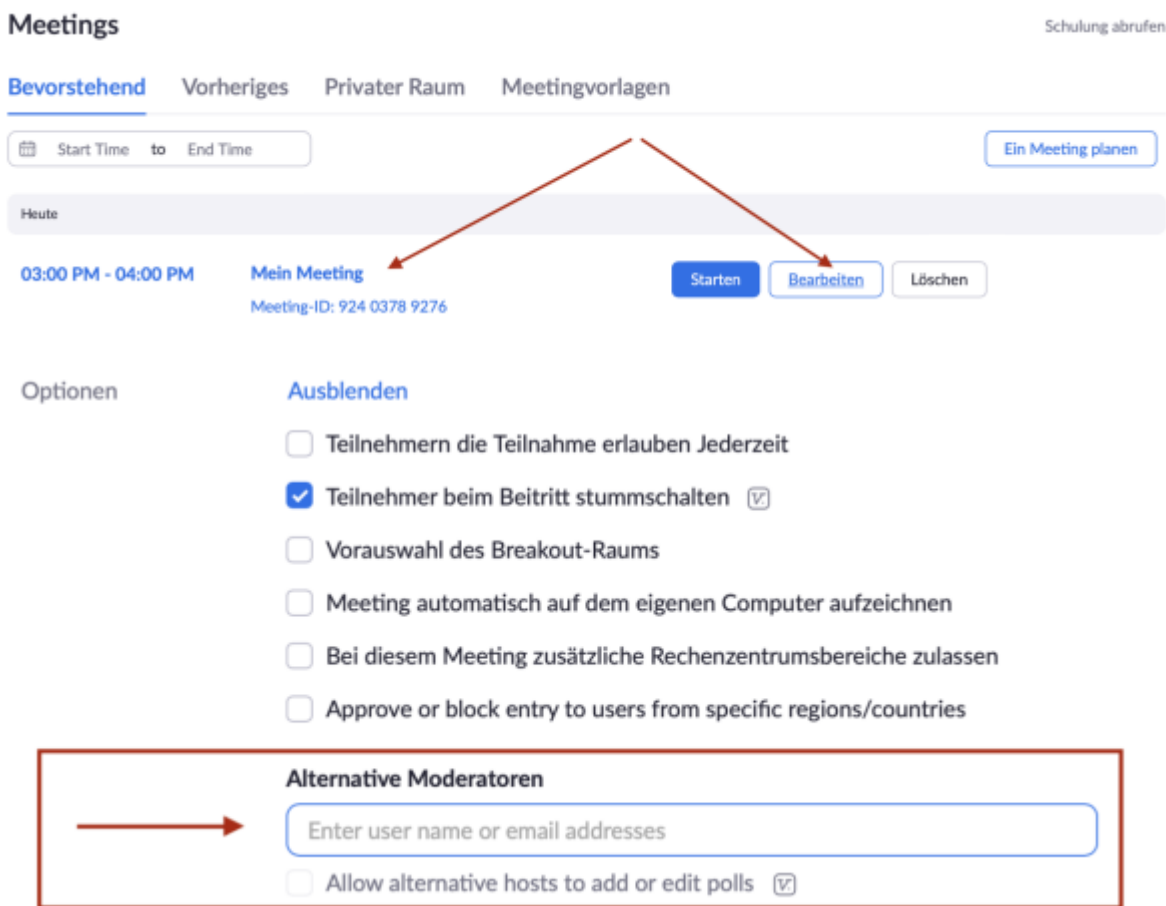 Meetings
Schulung abrufen
Bevorstehend Vorheriges Privater Raum Meetingvorlagen
Start Time to End Time
Ein Meeting planen
Heute
03:00 PM - 04:00 PM Mein Meeting Starten Bearbeiten Löschen
Meeting-ID: 924 0378 9276
Optionen Ausblenden
Teilnehmern die Teilnahme erlauben Jederzeit
Teilnehmer beim Beitritt stummschalten
Vorauswahl des Breakout-Raums
Meeting automatisch auf dem eigenen Computer aufzeichnen
Bei diesem Meeting zusätzliche Rechenzentrumsbereiche zulassen
Approve or block entry to users from specific regions/countries
Alternative Moderatoren
Enter user name or email addresses
Allow alternative hosts to add or edit polls